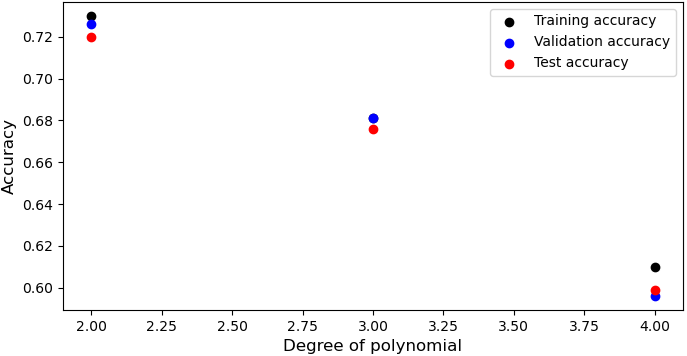 Training accuracy
Validation accuracy
Test accuracy
Accuracy
0.72
0.70
0.68
0.66
0.64
0.62
0.60
2.00 2.25 2.50 2.75 3.00 3.25 3.50 3.75 4.00
Degree of polynomial